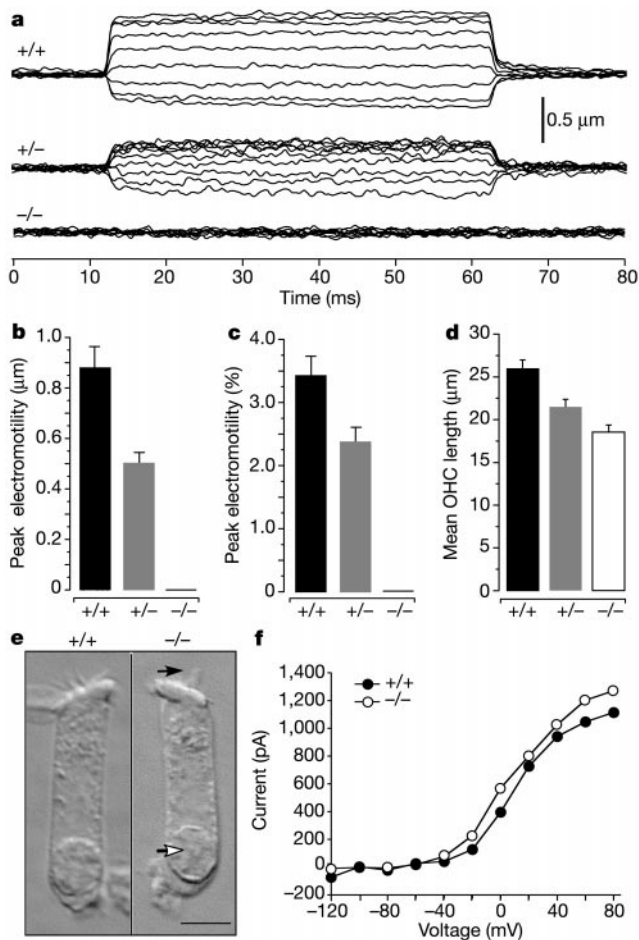 a
+/+
0.5 μm
+/−
−/−
0 10 20 30 40 50 60 70 80
Time (ms)
b
Peak electromotility (μm)
1.0
0.8
0.6
0.4
0.2
0
+/+ +/− −/−
c
Peak electromotility (%)
4.0
3.0
2.0
1.0
0
+/+ +/− −/−
d
Mean OHC length (μm)
30
25
20
15
10
5
0
+/+ +/− −/−
e
+/+ −/−
f
+/+
−/−
Current (pA)
1,400
1,200
1,000
800
600
400
200
0
−200
−120 −80 −40 0 40 80
Voltage (mV)